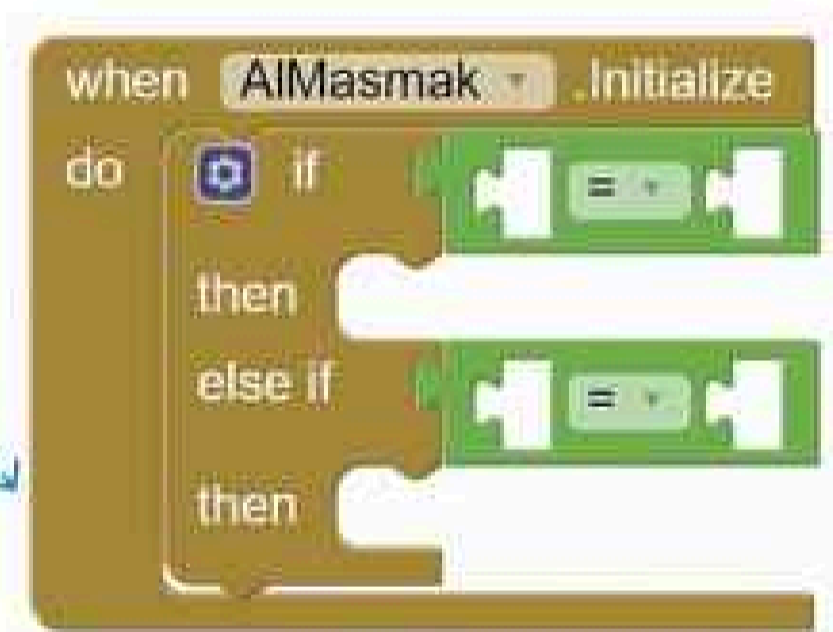 when AlMasmak .Initialize
do if =
then
else if =
then